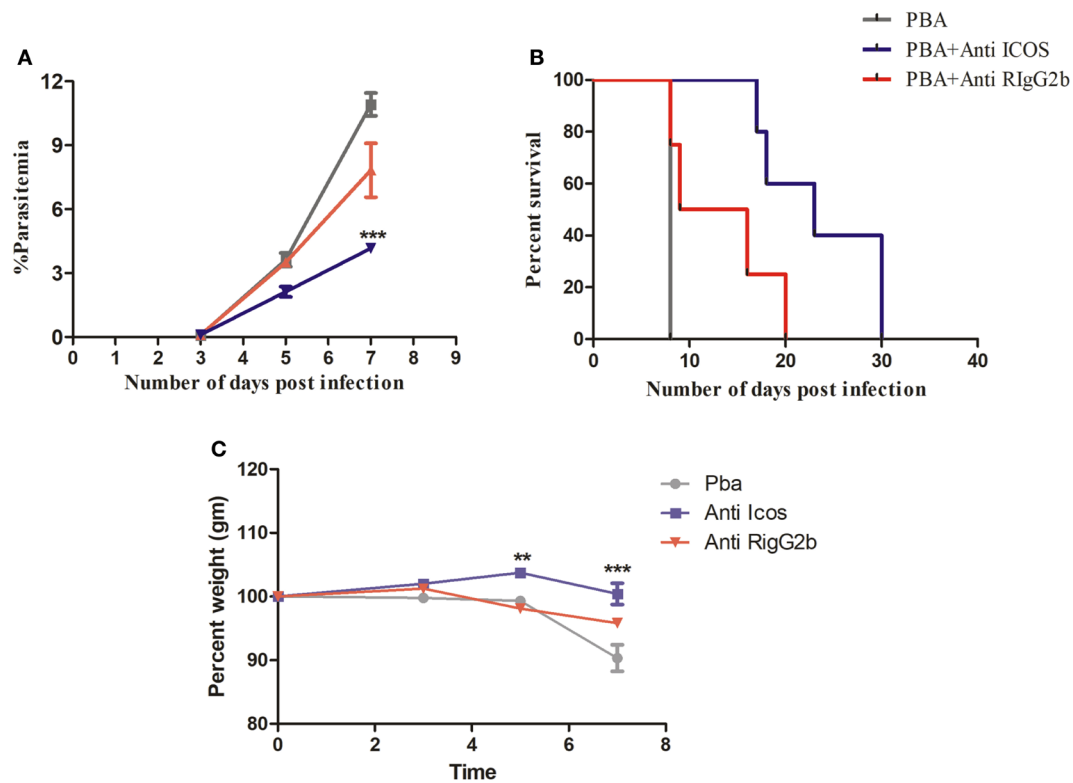 PBA
PBA+Anti ICOS
PBA+Anti RIgG2b
A
12
9
6
3
0
%Parasitemia
***
0 1 2 3 4 5 6 7 8 9
Number of days post infection
B
100
80
60
40
20
0
Percent survival
0 10 20 30 40
Number of days post infection
C
120
110
100
90
80
Percent weight (gm)
** ***
0 2 4 6 8
Time
Pba
Anti Icos
Anti RigG2b